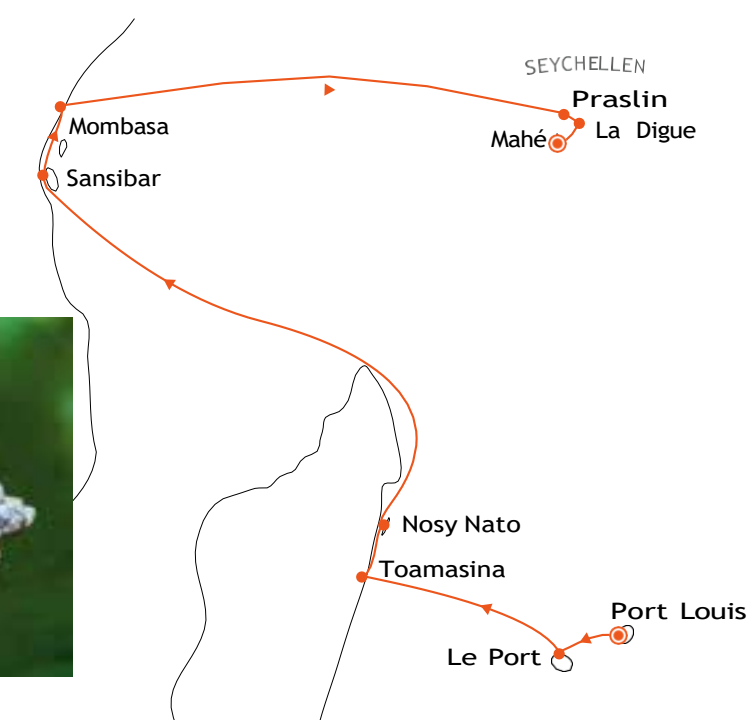 SEYCHELLEN
Praslin
Mombasa
Mahé
La Digue
Sansibar
Nosy Nato
Toamasina
Port Louis
Le Port